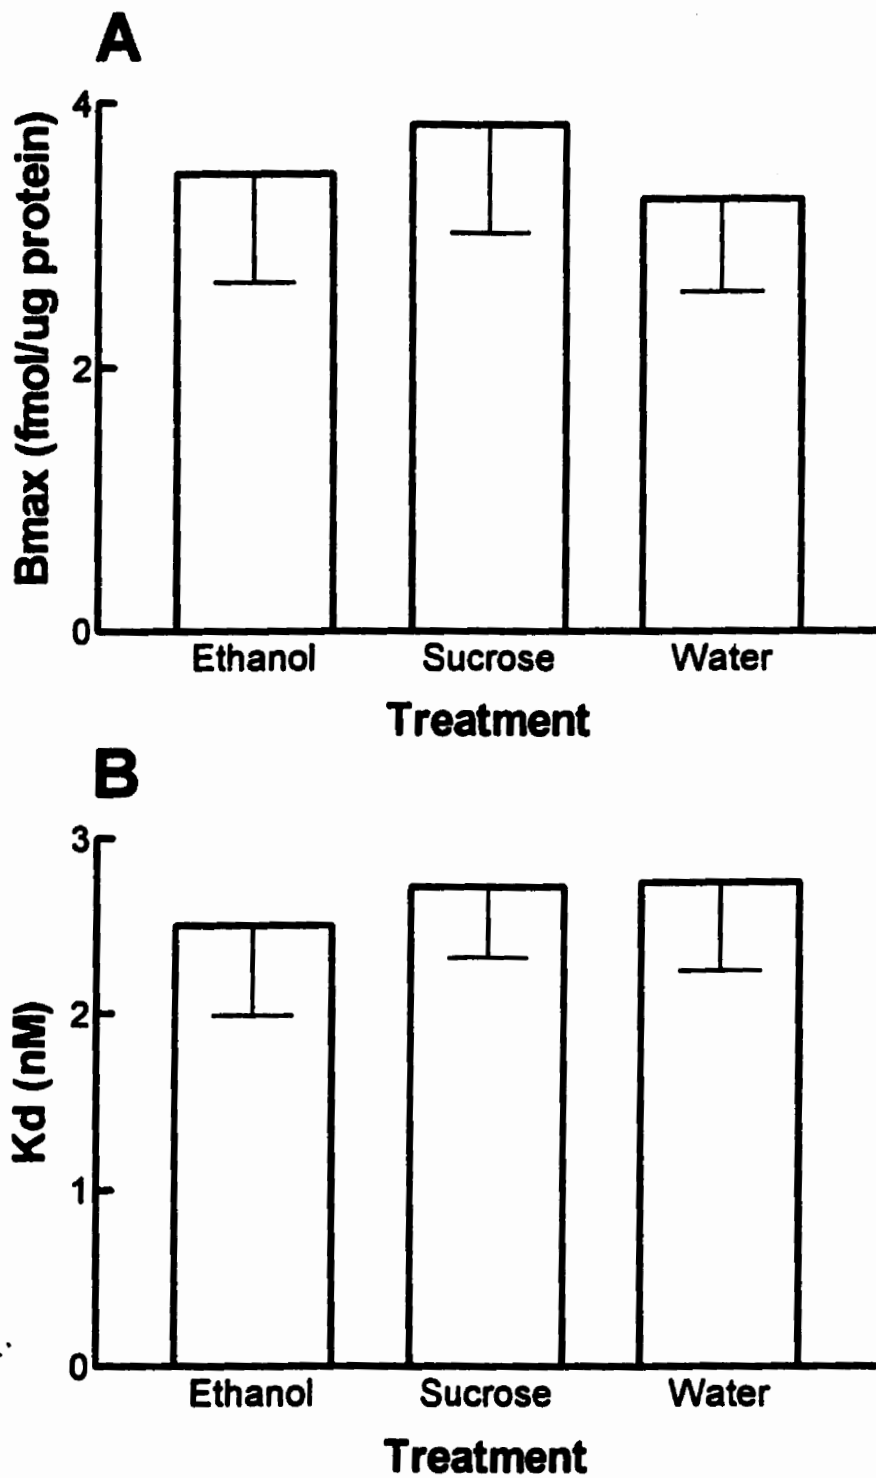 A
Bmax (fmol/ug protein)
4
2
0
Ethanol Sucrose Water
Treatment
B
Kd (nM)
3
2
1
0
Ethanol Sucrose Water
Treatment